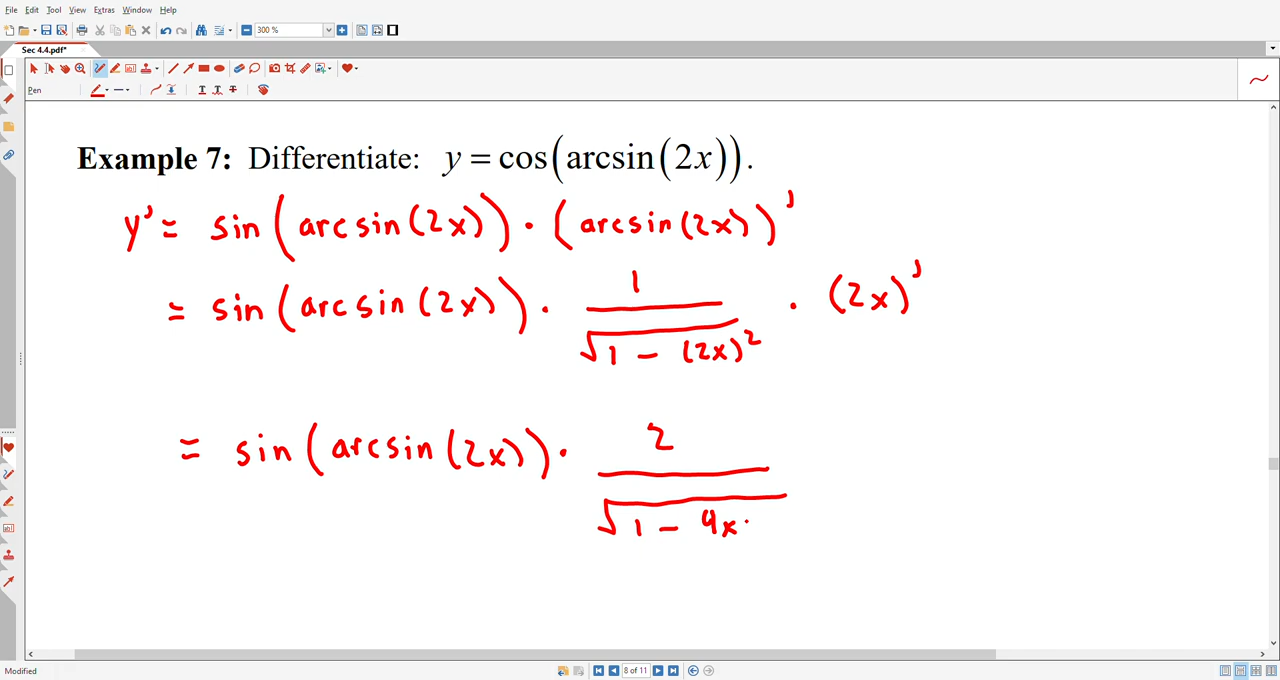 File Edit Tool View Extras Window Help
300 %
Sec 4.4.pdf*
Pen
Example 7: Differentiate: y = cos(arcsin(2x)).
y' = sin(arcsin(2x)) · (arcsin(2x))'
= sin(arcsin(2x)) · 1/√(1 - (2x)²) · (2x)'
= sin(arcsin(2x)) · 2/√(1 - 4x·
Modified 8 of 11